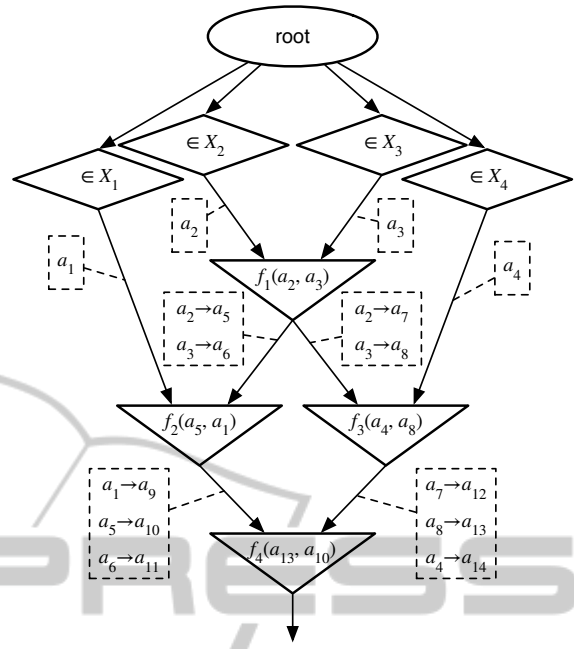 root
∈ X₂
∈ X₃
∈ X₁
∈ X₄
a₂
a₃
a₁
a₄
f₁(a₂, a₃)
a₂→a₅
a₃→a₆
a₂→a₇
a₃→a₈
f₂(a₅, a₁)
f₃(a₄, a₈)
a₁→a₉
a₅→a₁₀
a₆→a₁₁
a₇→a₁₂
a₈→a₁₃
a₄→a₁₄
f₄(a₁₃, a₁₀)
PRESS